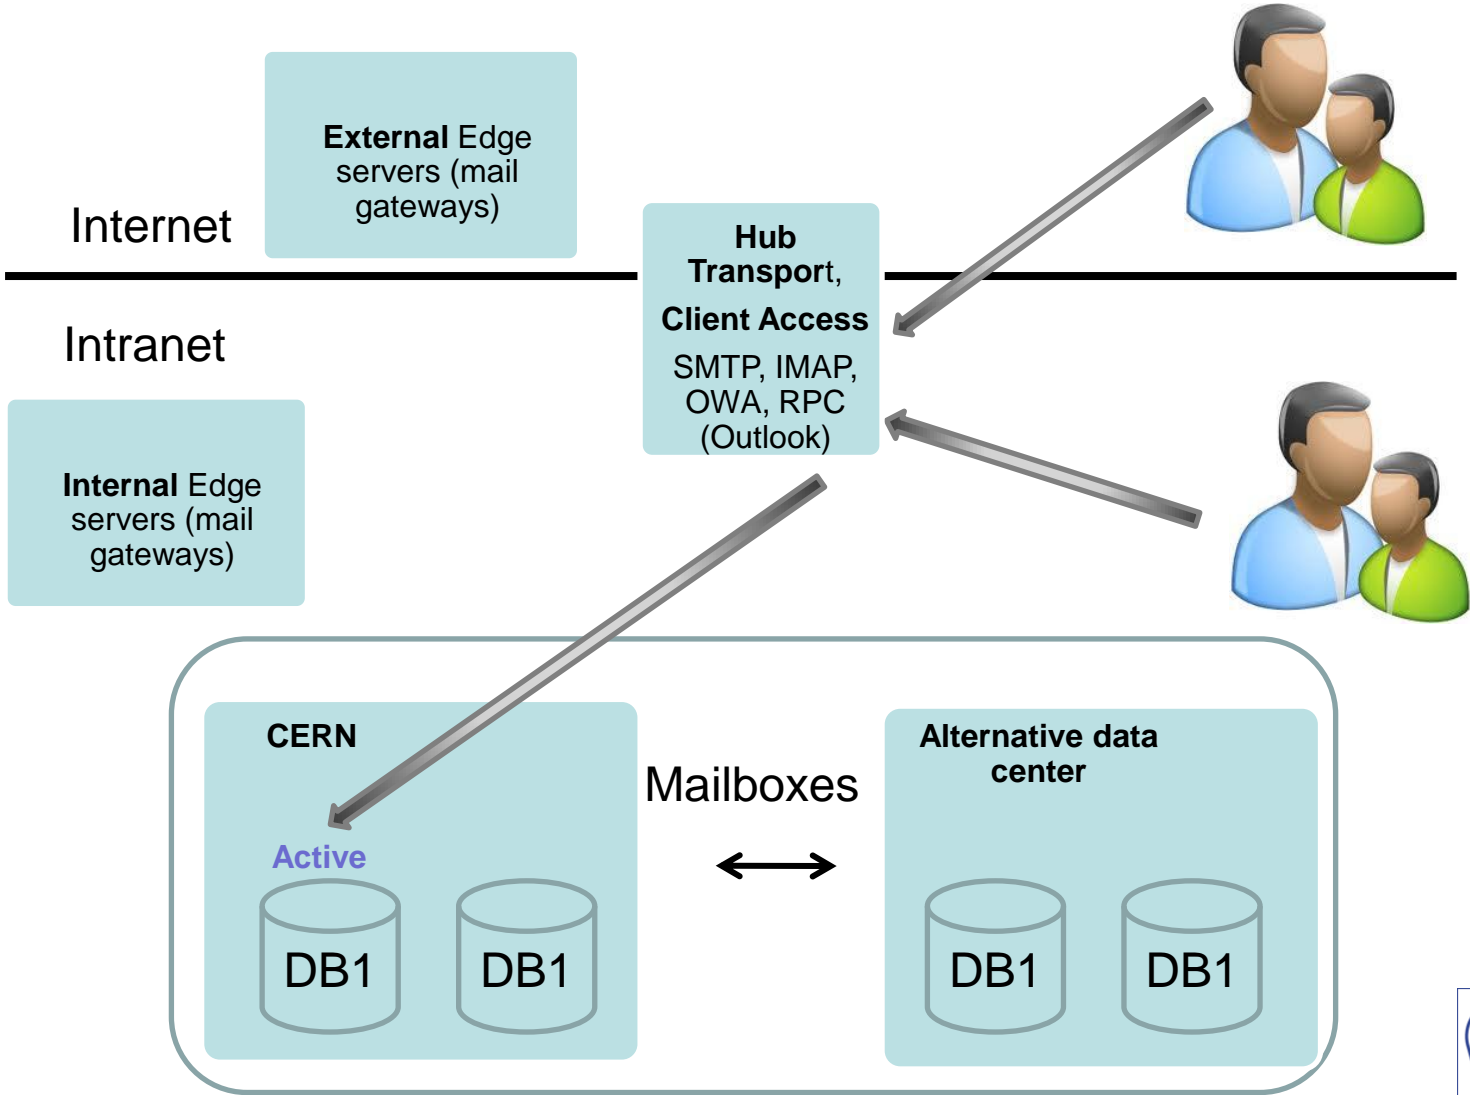 External Edge
servers (mail
gateways)
Internet
Hub
Transport,
Client Access
SMTP, IMAP,
OWA, RPC
(Outlook)
Intranet
Internal Edge
servers (mail
gateways)
CERN
Alternative data
center
Mailboxes
Active
DB1
DB1
DB1
DB1